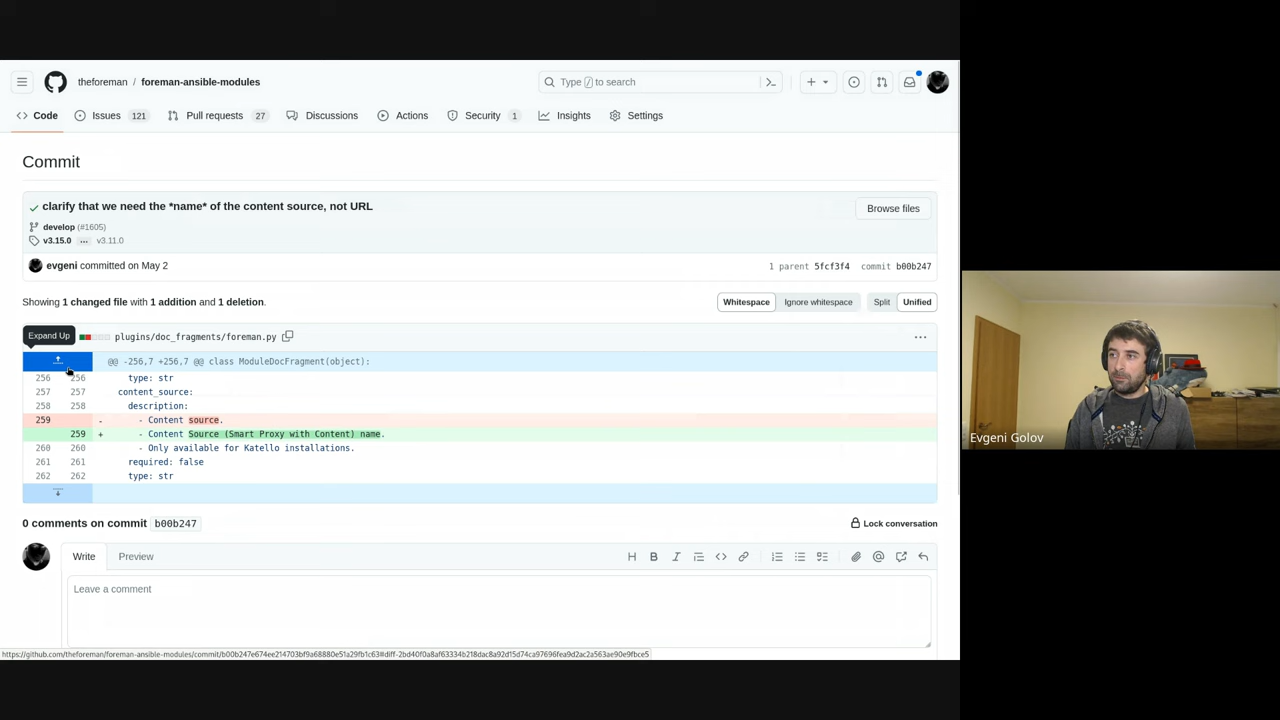 theforeman / foreman-ansible-modules
Type / to search
Code
Issues 121
Pull requests 27
Discussions
Actions
Security 1
Insights
Settings
Commit
clarify that we need the *name* of the content source, not URL
Browse files
develop (#1605)
v3.15.0 ... v3.11.0
evgeni committed on May 2
1 parent 5fcf3f4 commit b00b247
Showing 1 changed file with 1 addition and 1 deletion.
Whitespace Ignore whitespace Split Unified
Expand Up
plugins/doc_fragments/foreman.py
@@ -256,7 +256,7 @@ class ModuleDocFragment(object):
256 256 type: str
257 257 content_source:
258 258 description:
259 - - Content source.
259 + - Content Source (Smart Proxy with Content) name.
260 260 - Only available for Katello installations.
261 261 required: false
262 262 type: str
0 comments on commit b00b247
Lock conversation
Write Preview
Leave a comment
Evgeni Golov